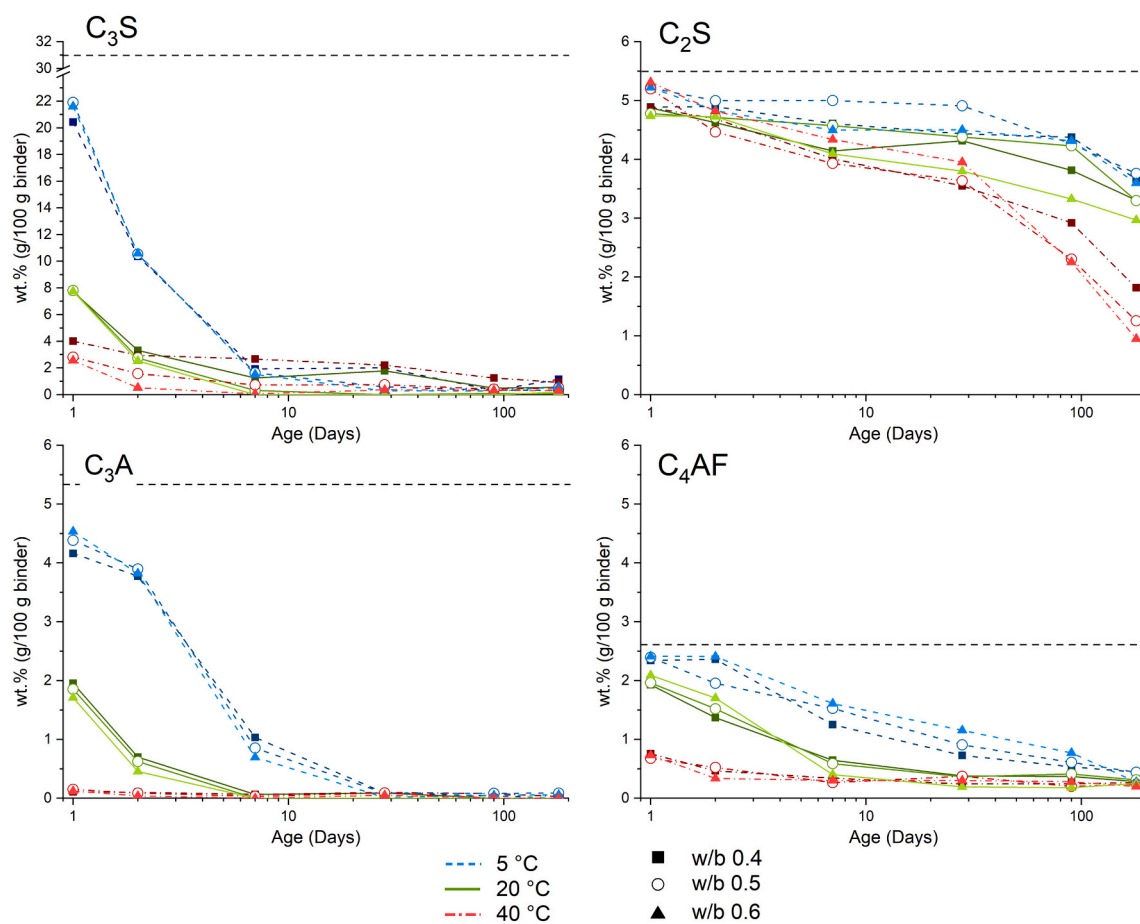 C₃S
wt.% (g/100 g binder)
32
30
22
20
18
16
14
12
10
8
6
4
2
0
1
10
100
Age (Days)
C₂S
wt.% (g/100 g binder)
6
5
4
3
2
1
0
1
10
100
Age (Days)
C₃A
wt.% (g/100 g binder)
6
5
4
3
2
1
0
1
10
100
Age (Days)
C₄AF
wt.% (g/100 g binder)
6
5
4
3
2
1
0
1
10
100
Age (Days)
5 °C
20 °C
40 °C
w/b 0.4
w/b 0.5
w/b 0.6